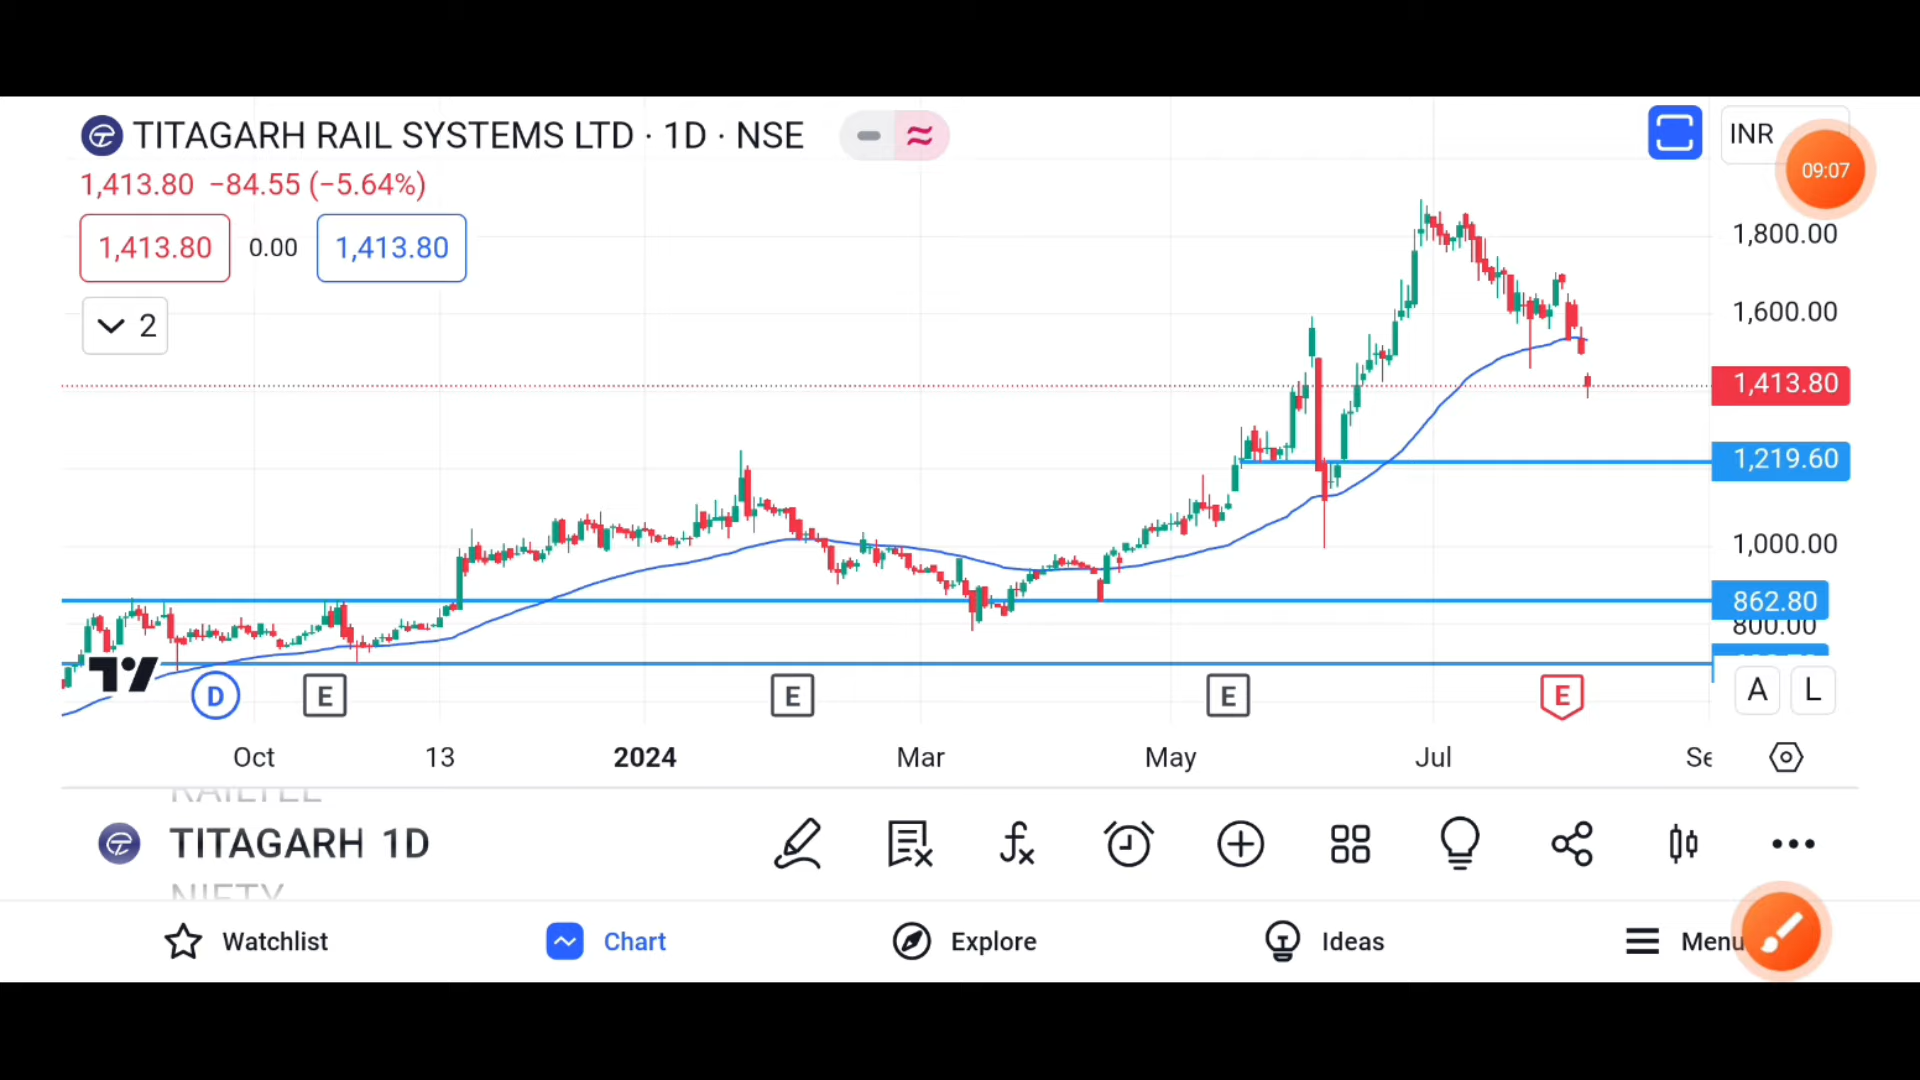 TITAGARH RAIL SYSTEMS LTD · 1D · NSE
INR
09:07
1,413.80 −84.55 (−5.64%)
1,413.80 0.00 1,413.80
2
1,800.00
1,600.00
1,413.80
1,219.60
1,000.00
862.80
800.00
D E E E E
A L
Oct 13 2024 Mar May Jul Se
RAILTEL
TITAGARH 1D
NIFTY
Watchlist Chart Explore Ideas Menu